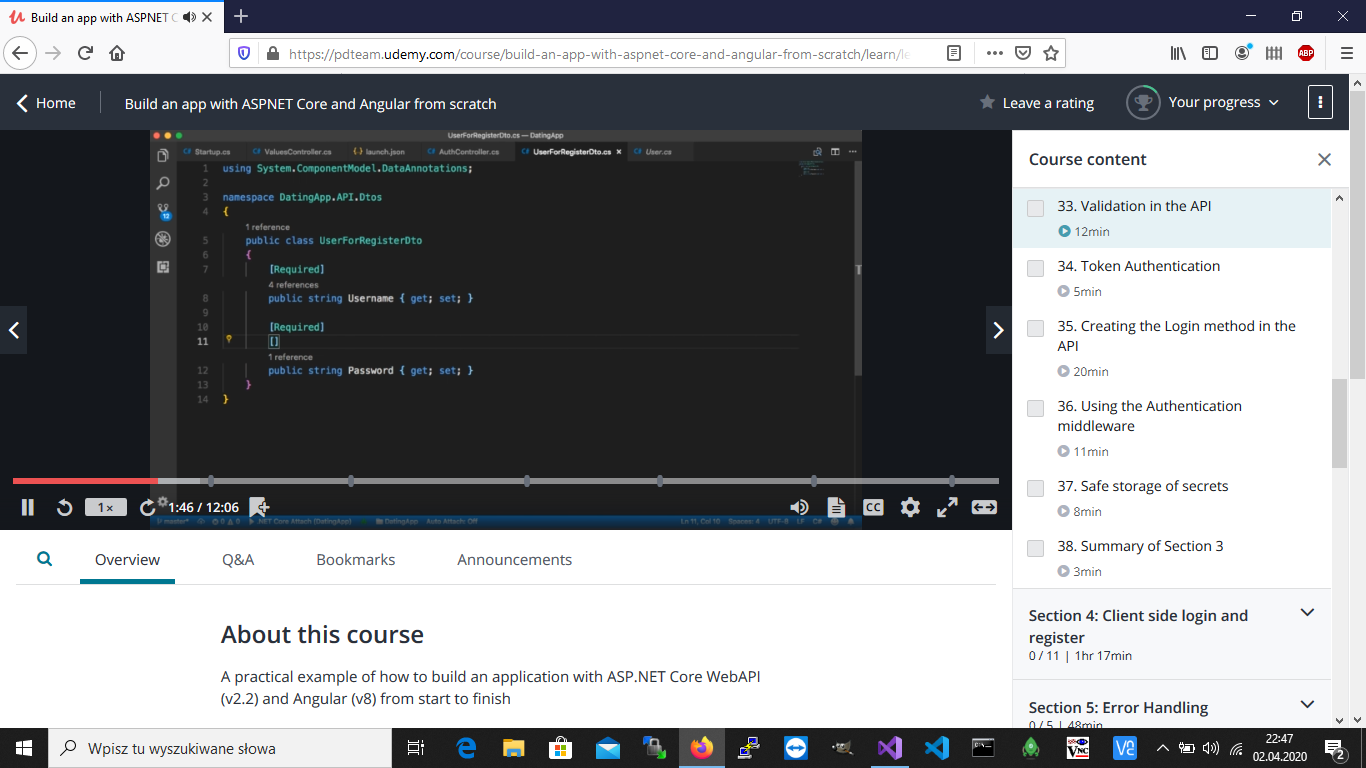 Build an app with ASPNET C
https://pdteam.udemy.com/course/build-an-app-with-aspnet-core-and-angular-from-scratch/learn/le
ABP
Home
Build an app with ASPNET Core and Angular from scratch
Leave a rating
Your progress
UserForRegisterDto.cs — DatingApp
Startup.cs
ValuesController.cs
launch.json
AuthController.cs
UserForRegisterDto.cs
User.cs
1 using System.ComponentModel.DataAnnotations;
2
3 namespace DatingApp.API.Dtos
4 {
1 reference
5 public class UserForRegisterDto
6 {
7 [Required]
4 references
8 public string Username { get; set; }
9
10 [Required]
11 []
1 reference
12 public string Password { get; set; }
13 }
14 }
12
1×
1:46 / 12:06
CC
master*
0 0
.NET Core Attach (DatingApp)
DatingApp
Auto Attach: Off
Ln 11, Col 10
Spaces: 4
UTF-8
LF
C#
Course content
33. Validation in the API
12min
34. Token Authentication
5min
35. Creating the Login method in the
API
20min
36. Using the Authentication
middleware
11min
37. Safe storage of secrets
8min
38. Summary of Section 3
3min
Section 4: Client side login and
register
0 / 11 | 1hr 17min
Section 5: Error Handling
0 / 5 | 48min
Overview
Q&A
Bookmarks
Announcements
About this course
A practical example of how to build an application with ASP.NET Core WebAPI
(v2.2) and Angular (v8) from start to finish
Wpisz tu wyszukiwane słowa
VNC
22:47
02.04.2020
2